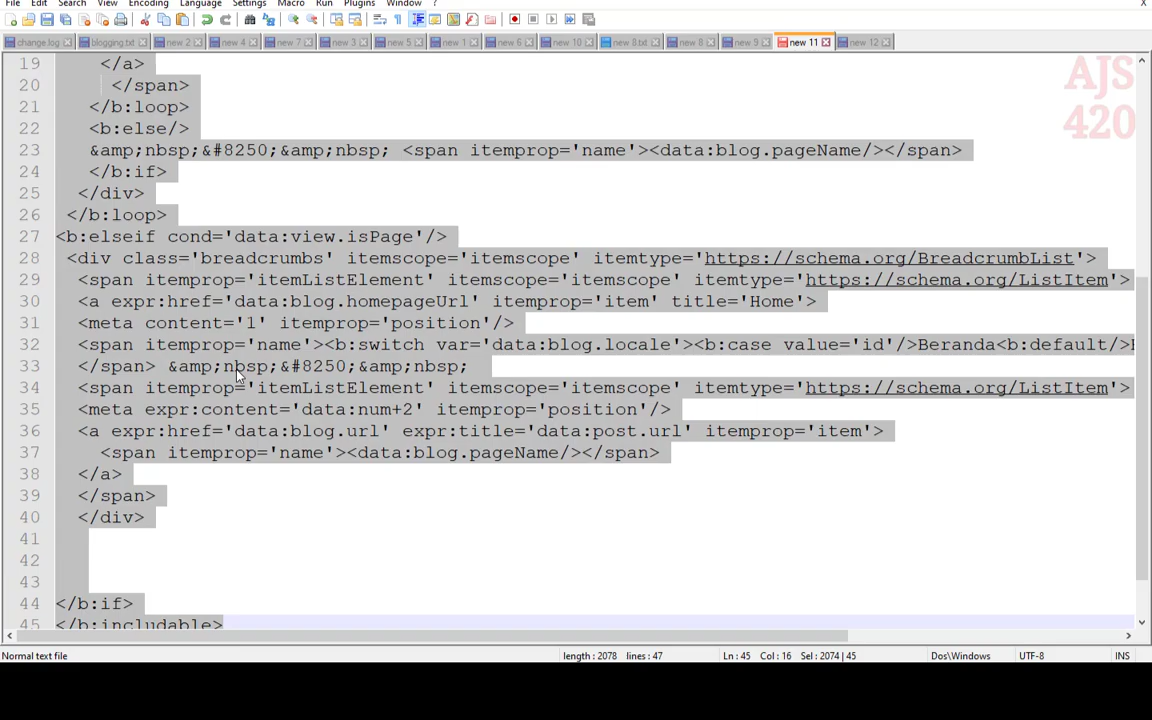 File Edit Search View Encoding Language Settings Macro Run Plugins Window ? X
change.log blogging.txt new 2 new 4 new 7 new 3 new 5 new 1 new 6 new 10 new 8.txt new 8 new 9 new 11 new 12
AJS
420
19 </a>
20 </span>
21 </b:loop>
22 <b:else/>
23 &amp;nbsp;&#8250;&amp;nbsp; <span itemprop='name'><data:blog.pageName/></span>
24 </b:if>
25 </div>
26 </b:loop>
27 <b:elseif cond='data:view.isPage'/>
28 <div class='breadcrumbs' itemscope='itemscope' itemtype='https://schema.org/BreadcrumbList'>
29 <span itemprop='itemListElement' itemscope='itemscope' itemtype='https://schema.org/ListItem'>
30 <a expr:href='data:blog.homepageUrl' itemprop='item' title='Home'>
31 <meta content='1' itemprop='position'/>
32 <span itemprop='name'><b:switch var='data:blog.locale'><b:case value='id'/>Beranda<b:default/>
33 </span> &amp;nbsp;&#8250;&amp;nbsp;
34 <span itemprop='itemListElement' itemscope='itemscope' itemtype='https://schema.org/ListItem'>
35 <meta expr:content='data:num+2' itemprop='position'/>
36 <a expr:href='data:blog.url' expr:title='data:post.url' itemprop='item'>
37 <span itemprop='name'><data:blog.pageName/></span>
38 </a>
39 </span>
40 </div>
41
42
43
44 </b:if>
45 </b:includable>
Normal text file length : 2078 lines : 47 Ln : 45 Col : 16 Sel : 2074 | 45 Dos\Windows UTF-8 INS